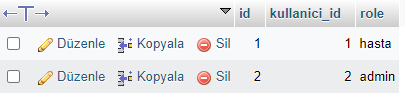 id kullanici_id role
Düzenle Kopyala Sil 1 1 hasta
Düzenle Kopyala Sil 2 2 admin